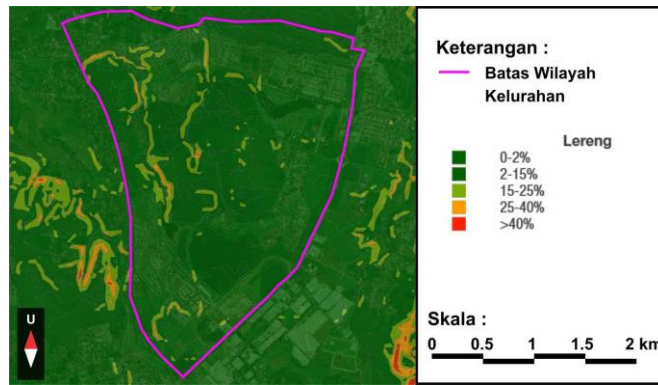 Keterangan :
Batas Wilayah
Kelurahan
Lereng
0-2%
2-15%
15-25%
25-40%
>40%
U
Skala :
0 0.5 1 1.5 2 km